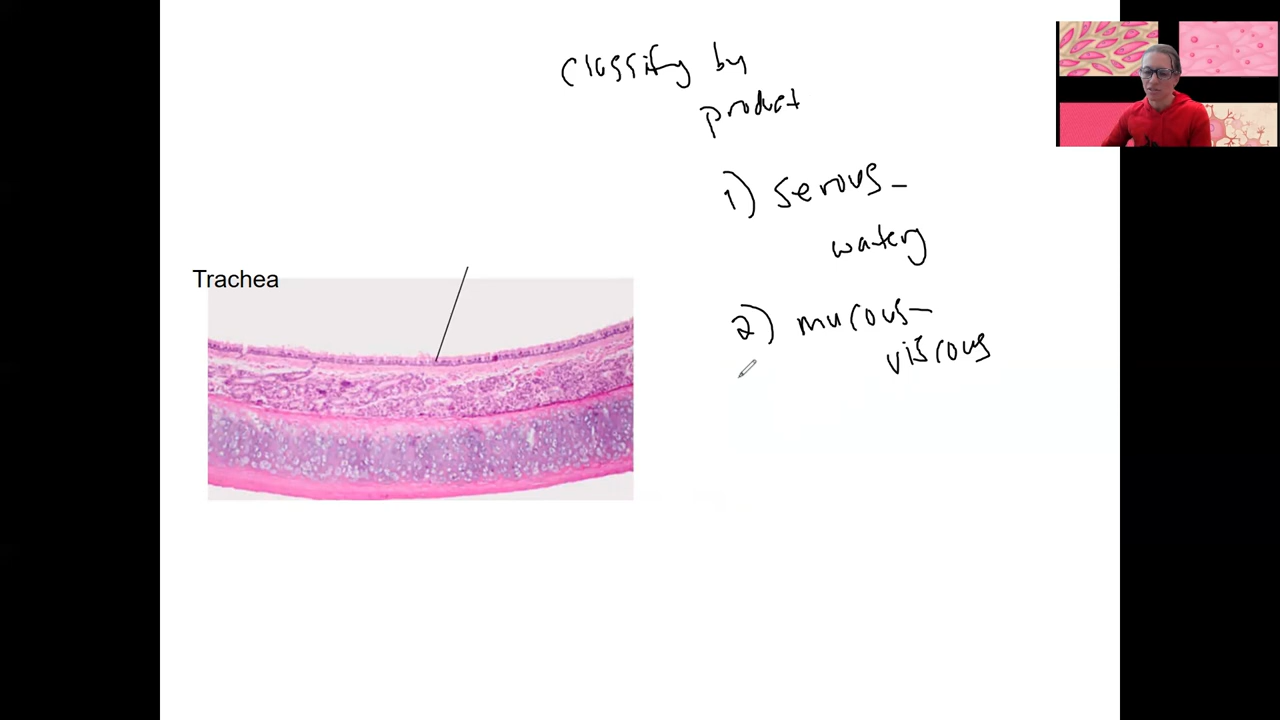 classify by
product
1) serous-
watery
Trachea
2) mucous-
viscous